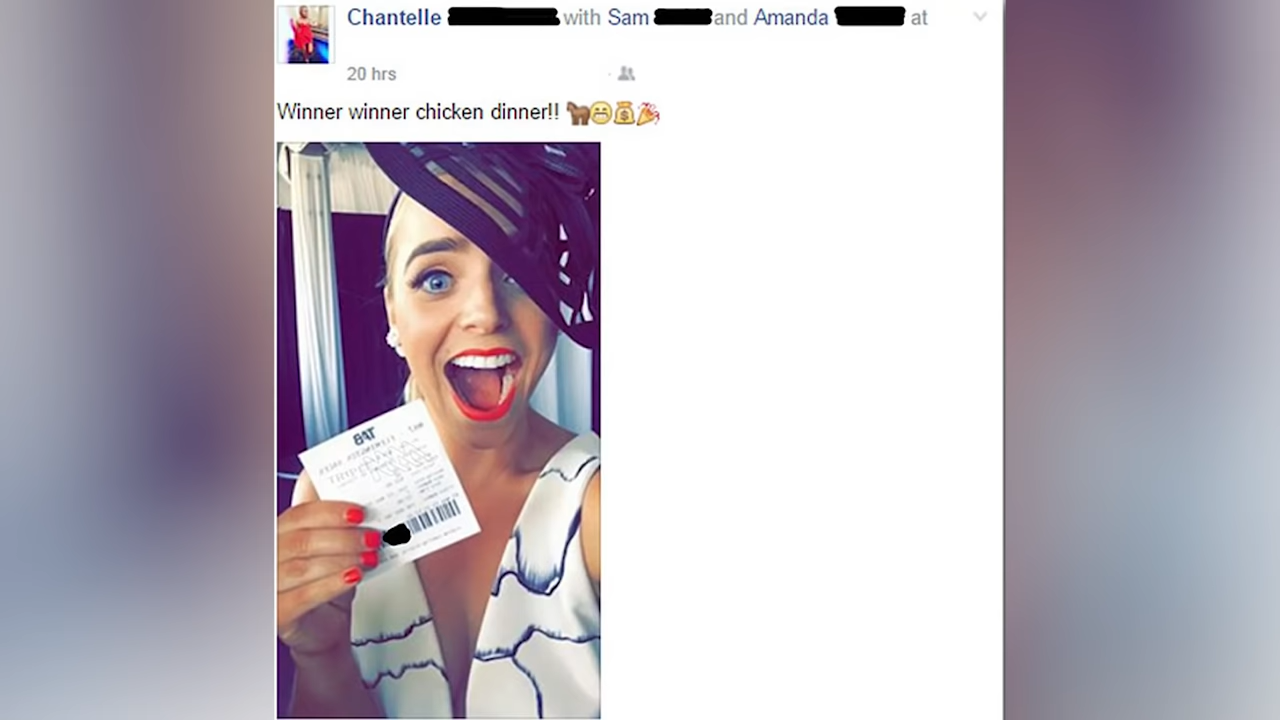 Chantelle with Sam and Amanda at
20 hrs
Winner winner chicken dinner!! 🐎😁💰🎉
TAB